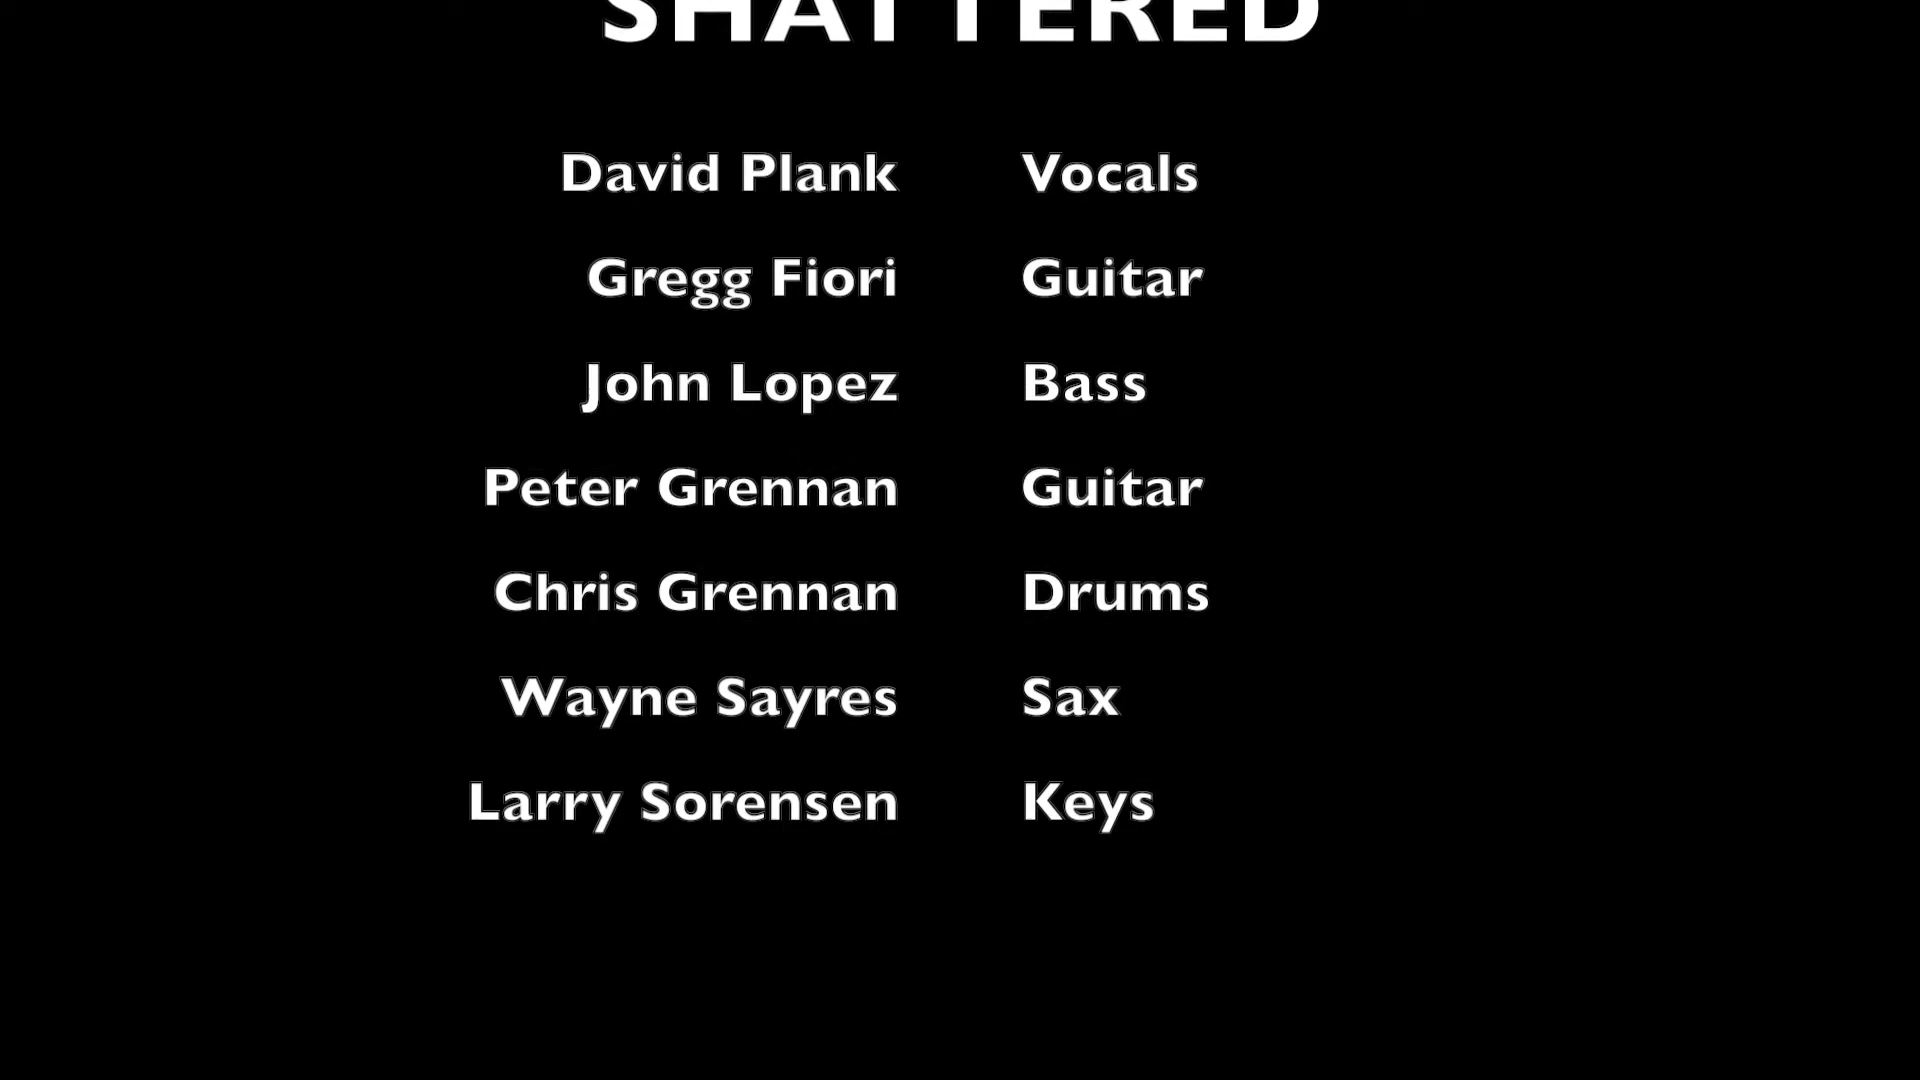 SHATTERED
David Plank Vocals
Gregg Fiori Guitar
John Lopez Bass
Peter Grennan Guitar
Chris Grennan Drums
Wayne Sayres Sax
Larry Sorensen Keys